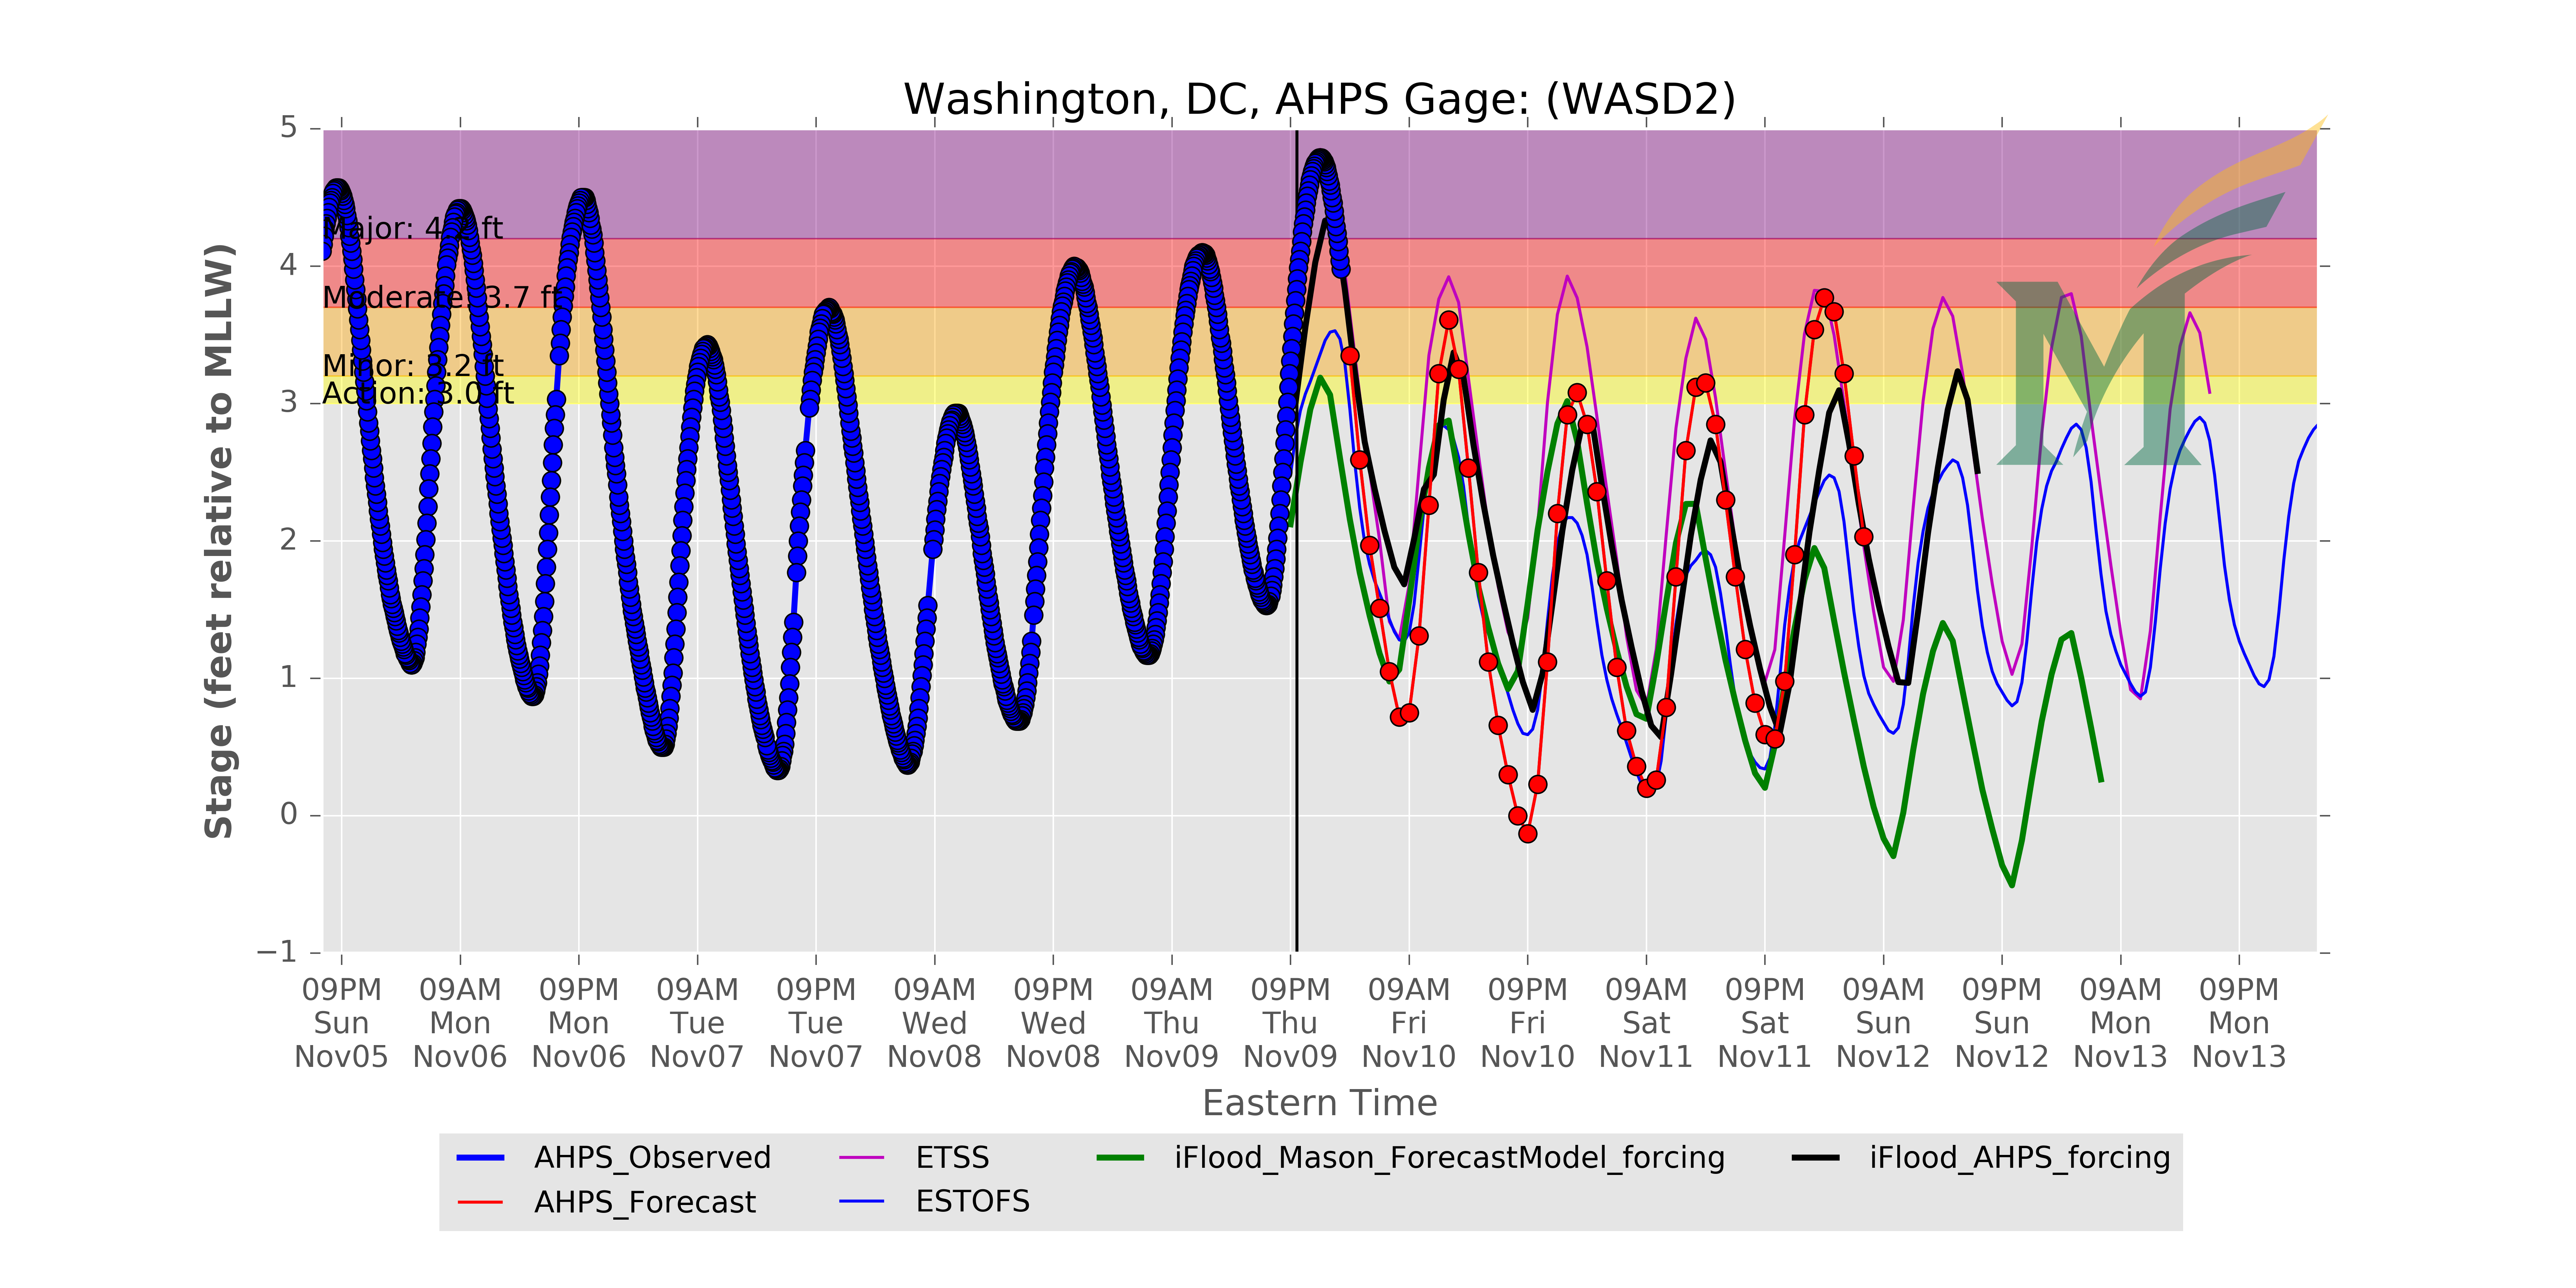 Washington, DC, AHPS Gage: (WASD2)
Stage (feet relative to MLLW)
5
4
3
2
1
0
−1
Major: 4.2 ft
Moderate: 3.7 ft
Minor: 3.2 ft
Action: 3.0 ft
M
09PM 09AM 09PM 09AM 09PM 09AM 09PM 09AM 09PM 09AM 09PM 09AM 09PM 09AM 09PM 09AM 09PM
Sun Mon Mon Tue Tue Wed Wed Thu Thu Fri Fri Sat Sat Sun Sun Mon Mon
Nov05 Nov06 Nov06 Nov07 Nov07 Nov08 Nov08 Nov09 Nov09 Nov10 Nov10 Nov11 Nov11 Nov12 Nov12 Nov13 Nov13
Eastern Time
AHPS_Observed ETSS iFlood_Mason_ForecastModel_forcing iFlood_AHPS_forcing
AHPS_Forecast ESTOFS